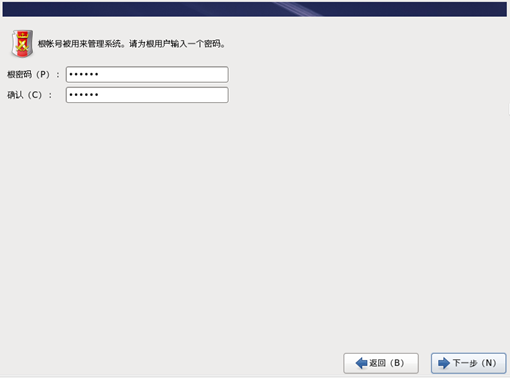 根帐号被用来管理系统。请为根用户输入一个密码。
根密码（P）： ••••••
确认（C）： ••••••
返回（B） 下一步（N）